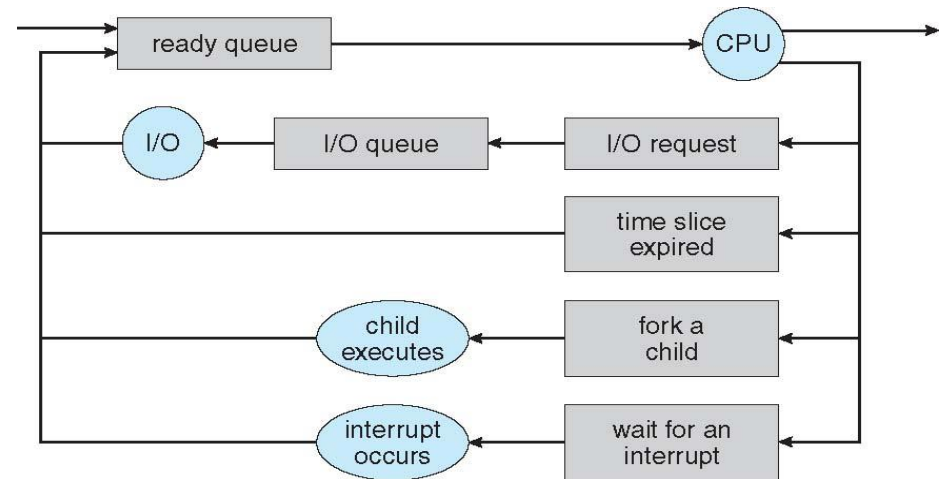 ready queue
CPU
I/O
I/O queue
I/O request
time slice
expired
child
executes
fork a
child
interrupt
occurs
wait for an
interrupt